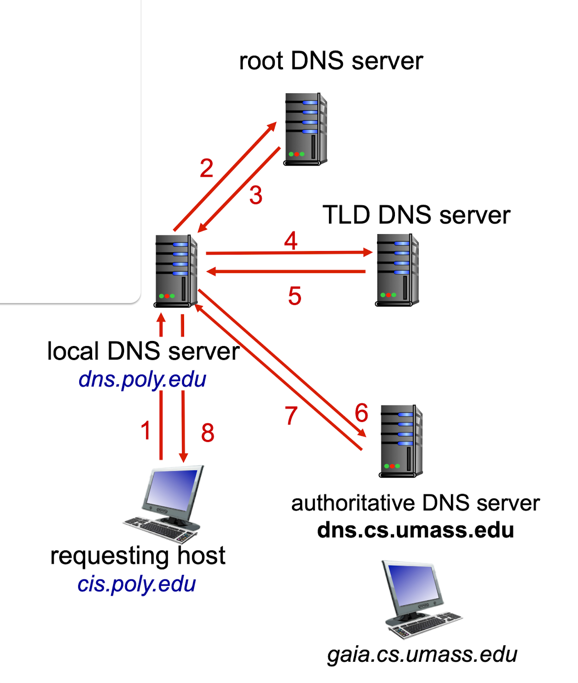 root DNS server
2
3
TLD DNS server
4
5
local DNS server
dns.poly.edu
1
8
7
6
authoritative DNS server
dns.cs.umass.edu
requesting host
cis.poly.edu
gaia.cs.umass.edu